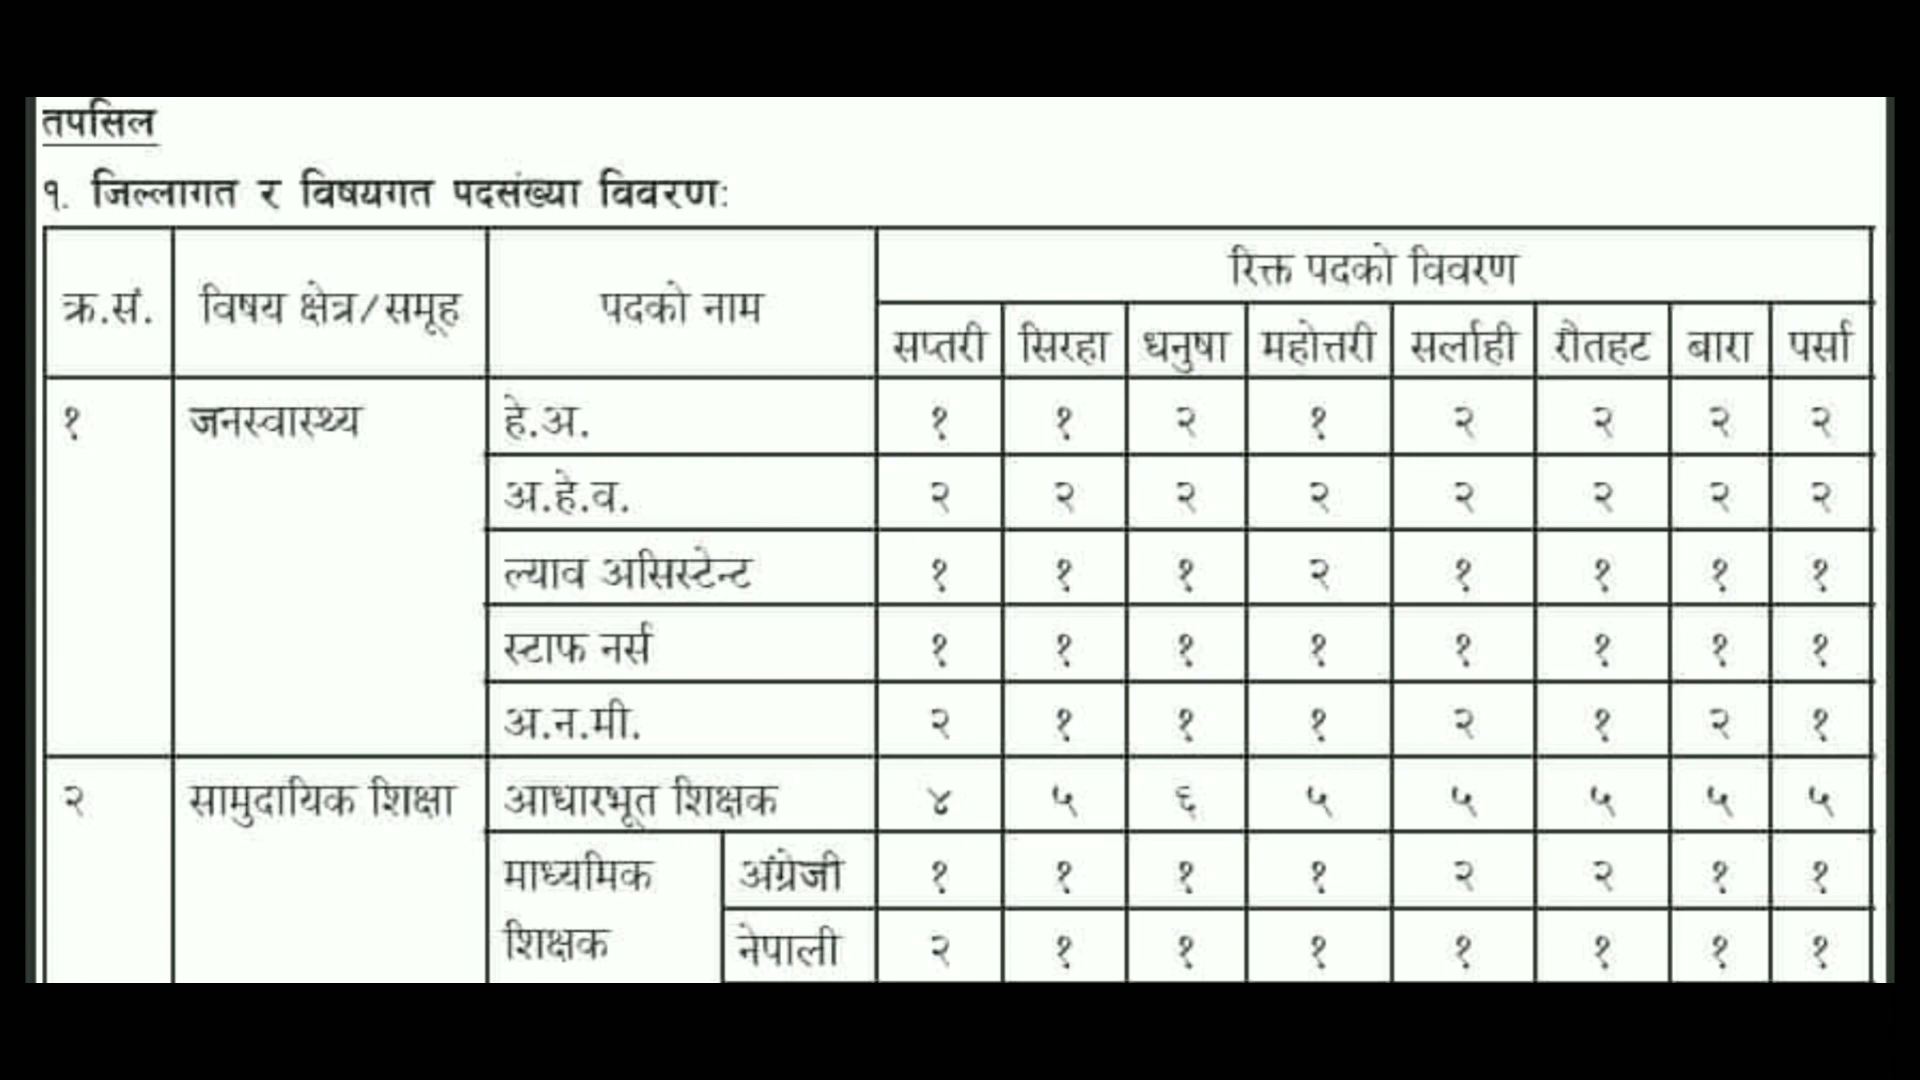 तपसिल
१. जिल्लागत र विषयगत पदसंख्या विवरण:
क्र.सं. विषय क्षेत्र/समूह पदको नाम रिक्त पदको विवरण
सप्तरी सिरहा धनुषा महोत्तरी सर्लाही रौतहट बारा पर्सा
१ जनस्वास्थ्य हे.अ. १ १ २ १ २ २ २ २
अ.हे.व. २ २ २ २ २ २ २ २
ल्याव असिस्टेन्ट १ १ १ २ १ १ १ १
स्टाफ नर्स १ १ १ १ १ १ १ १
अ.न.मी. २ १ १ १ २ १ २ १
२ सामुदायिक शिक्षा आधारभूत शिक्षक ४ ५ ६ ५ ५ ५ ५ ५
माध्यमिक अंग्रेजी १ १ १ १ २ २ १ १
शिक्षक नेपाली २ १ १ १ १ १ १ १